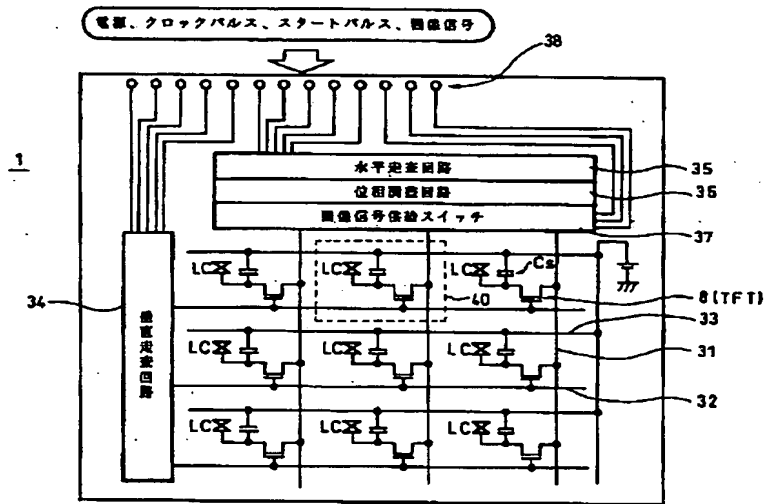 電源、クロックパルス、スタートパルス、画像信号
38
1
水平走査回路
35
位相調整回路
36
画像信号供給スイッチ
37
LC
LC
LC
Cs
34
垂直走査回路
40
8(TFT)
33
LC
LC
LC
31
32
LC
LC
LC